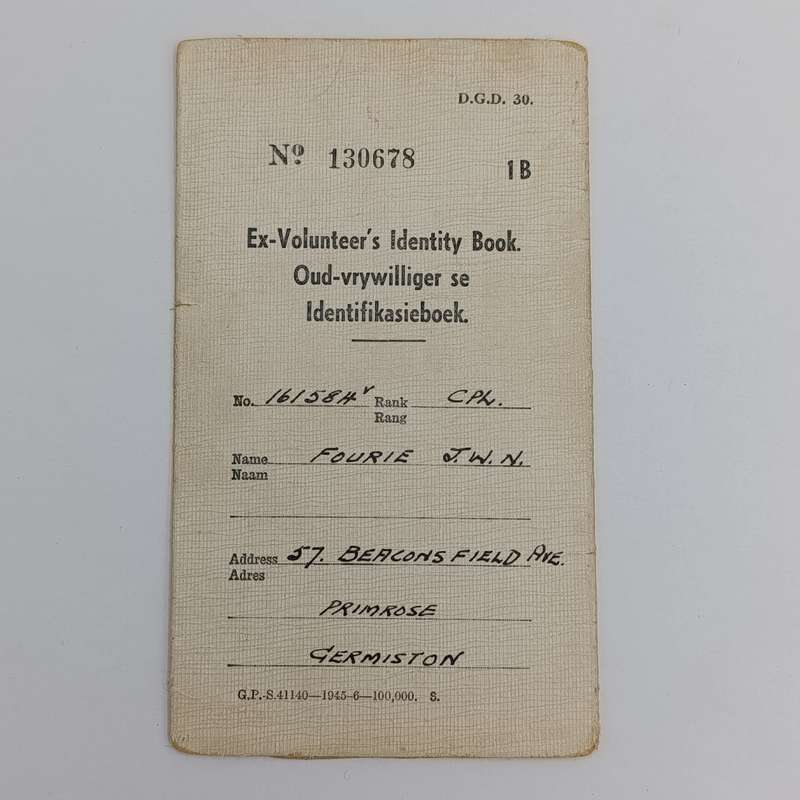 D.G.D. 30.
Nº 130678
1B
Ex-Volunteer's Identity Book.
Oud-vrywilliger se
Identifikasieboek.
No. 161584V Rank CPL.
Rang
Name FOURIE J.W.N.
Naam
Address 57. BEACONSFIELD AVE.
Adres
PRIMROSE
GERMISTON
G.P.-S.41140—1945-6—100,000. S.